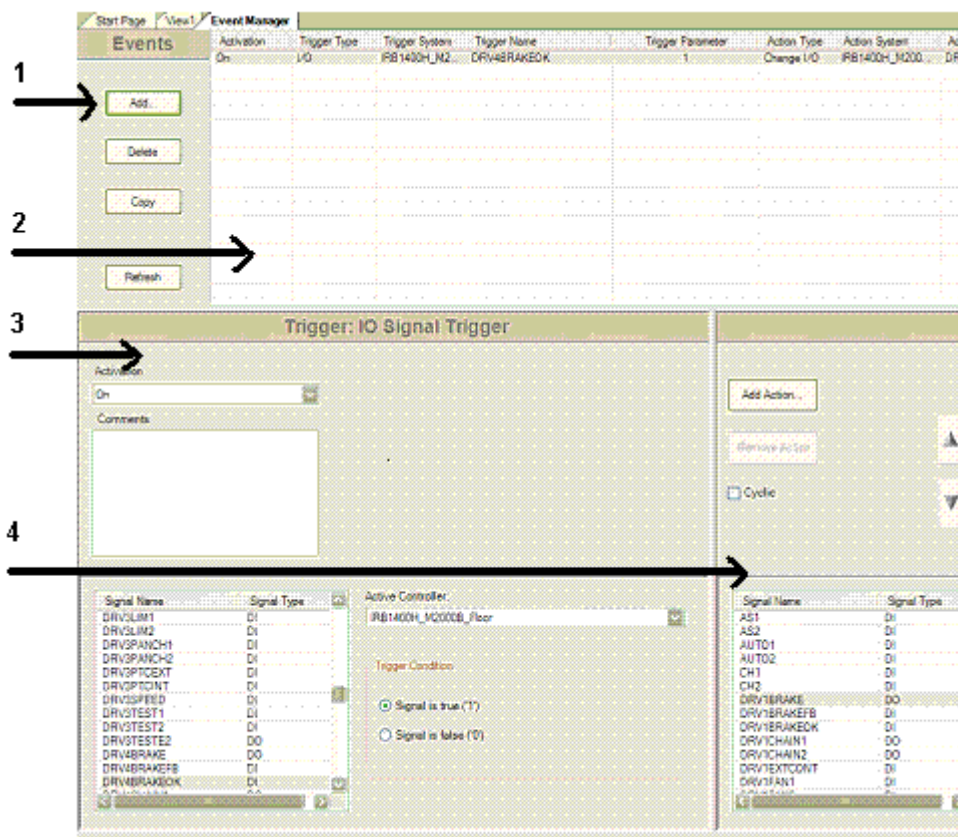 Start Page View1 Event Manager
Events
Activation Trigger Type Trigger System Trigger Name Trigger Parameter Action Type Action System
On I/O IRB1400H_M2... DRV4BRAKEOK 1 Change I/O IRB1400H_M200...
1
Add...
Delete
Copy
2
Refresh
3
Trigger: IO Signal Trigger
Activation
On
Comments
Add Action...
Remove Action
Cyclic
4
Signal Name Signal Type
DRV3LIM1 DI
DRV3LIM2 DI
DRV3PANCH1 DI
DRV3PANCH2 DI
DRV3PTCEXT DI
DRV3PTCINT DI
DRV3SPEED DI
DRV3TEST1 DI
DRV3TEST2 DI
DRV3TESTE2 DO
DRV4BRAKE DO
DRV4BRAKEFB DI
DRV4BRAKEOK DI
Active Controller:
IRB1400H_M2000B_Floor
Trigger Condition
Signal is true ('1')
Signal is false ('0')
Signal Name Signal Type
AS1 DI
AS2 DI
AUTO1 DI
AUTO2 DI
CH1 DI
CH2 DI
DRV1BRAKE DO
DRV1BRAKEFB DI
DRV1BRAKEOK DI
DRV1CHAIN1 DO
DRV1CHAIN2 DO
DRV1EXTCONT DI
DRV1FAN1 DI